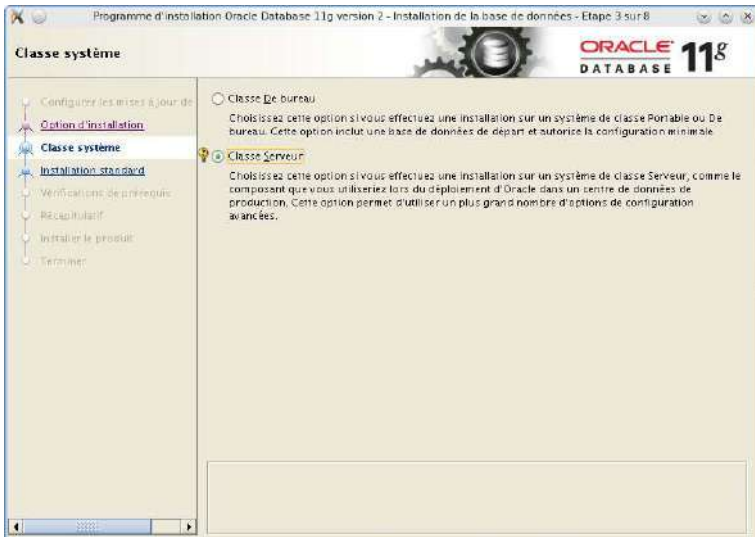 Programme d'installation Oracle Database 11g version 2 - Installation de la base de données - Etape 3 sur 8
Classe système
ORACLE
DATABASE
11g
Configurer les mises à jour de
Option d'installation
Classe système
Installation standard
Vérifications de prérequis
Récapitulatif
Installer le produit
Terminer
Classe De bureau
Choisissez cette option si vous effectuez une installation sur un système de classe Portable ou De
bureau. Cette option inclut une base de données de départ et autorise la configuration minimale
Classe Serveur
Choisissez cette option si vous effectuez une installation sur un système de classe Serveur, comme le
composant que vous utiliseriez lors du déploiement d'Oracle dans un centre de données de
production. Cette option permet d'utiliser un plus grand nombre d'options de configuration
avancées.